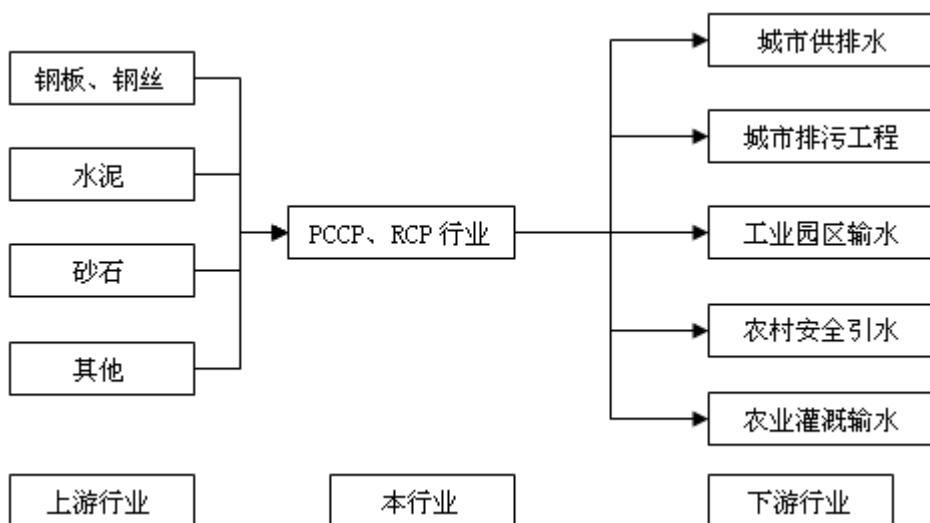 钢板、钢丝
水泥
砂石
其他
PCCP、RCP 行业
城市供排水
城市排污工程
工业园区输水
农村安全引水
农业灌溉输水
上游行业
本行业
下游行业